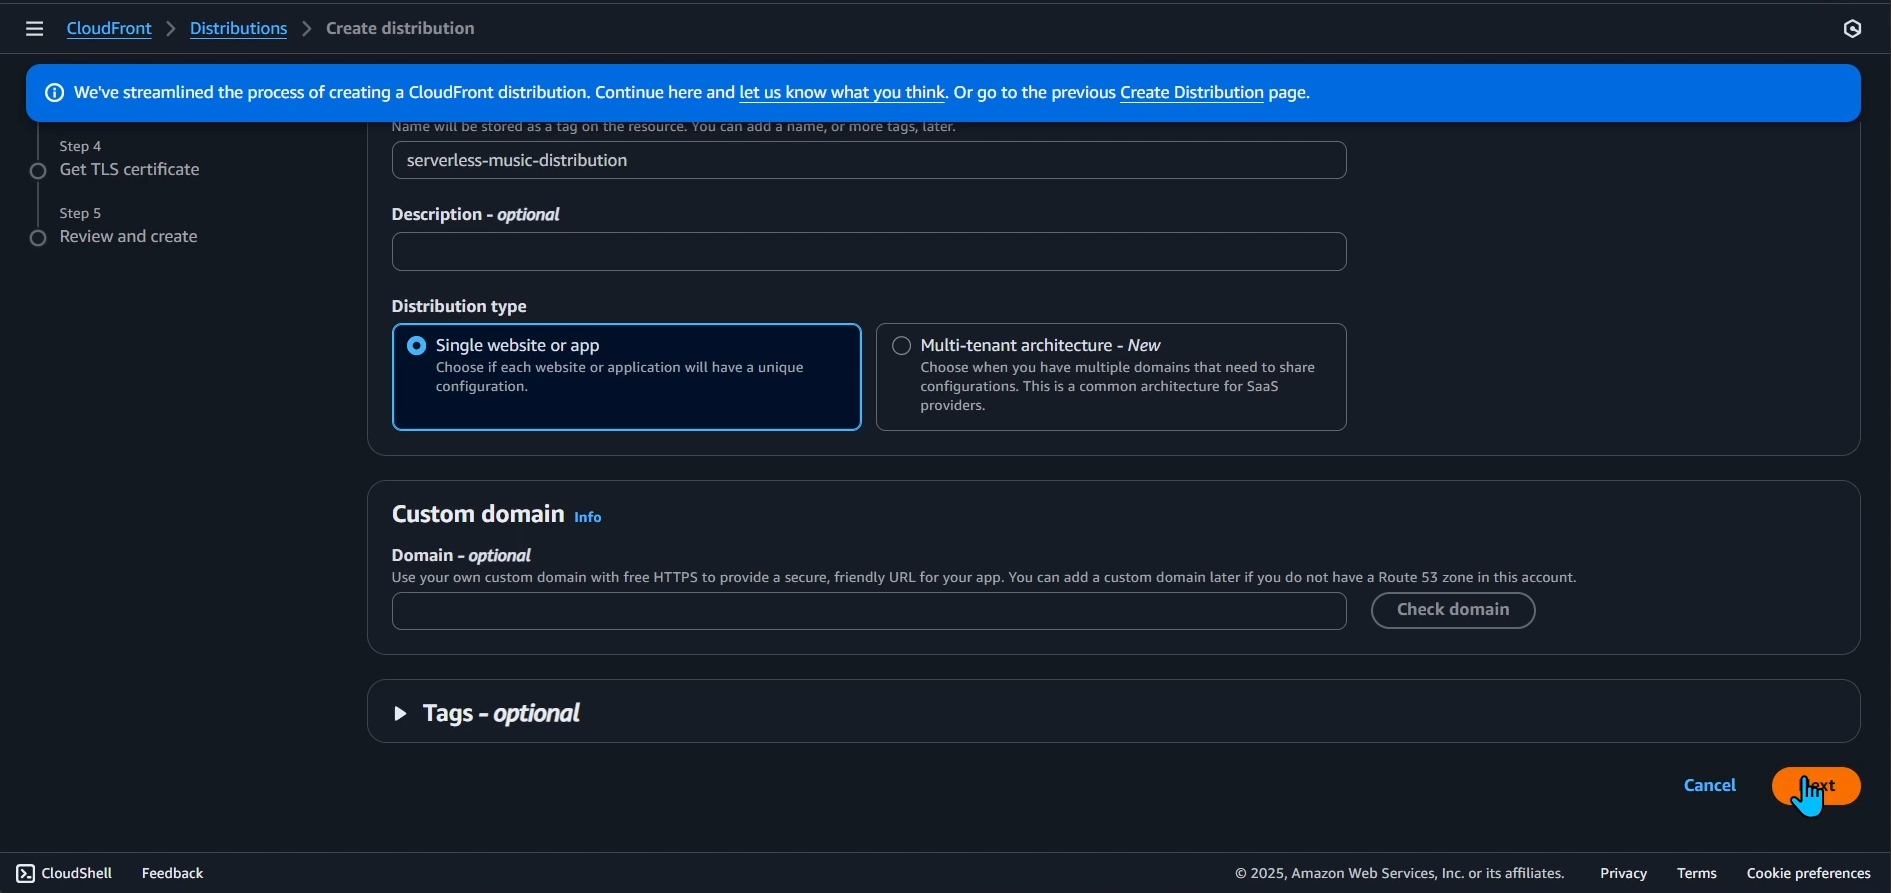 CloudFront > Distributions > Create distribution
We've streamlined the process of creating a CloudFront distribution. Continue here and let us know what you think. Or go to the previous Create Distribution page.
Step 4
Get TLS certificate
Step 5
Review and create
Name will be stored as a tag on the resource. You can add a name, or more tags, later.
serverless-music-distribution
Description - optional
Distribution type
Single website or app
Choose if each website or application will have a unique
configuration.
Multi-tenant architecture - New
Choose when you have multiple domains that need to share
configurations. This is a common architecture for SaaS
providers.
Custom domain Info
Domain - optional
Use your own custom domain with free HTTPS to provide a secure, friendly URL for your app. You can add a custom domain later if you do not have a Route 53 zone in this account.
Check domain
Tags - optional
Cancel
CloudShell Feedback © 2025, Amazon Web Services, Inc. or its affiliates. Privacy Terms Cookie preferences